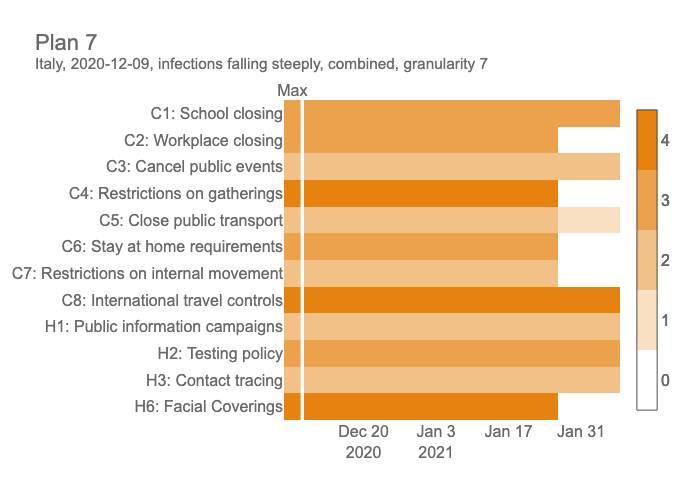 Plan 7
Italy, 2020-12-09, infections falling steeply, combined, granularity 7
Max
C1: School closing
C2: Workplace closing
C3: Cancel public events
C4: Restrictions on gatherings
C5: Close public transport
C6: Stay at home requirements
C7: Restrictions on internal movement
C8: International travel controls
H1: Public information campaigns
H2: Testing policy
H3: Contact tracing
H6: Facial Coverings
4
3
2
1
0
Dec 20 Jan 3 Jan 17 Jan 31
2020 2021